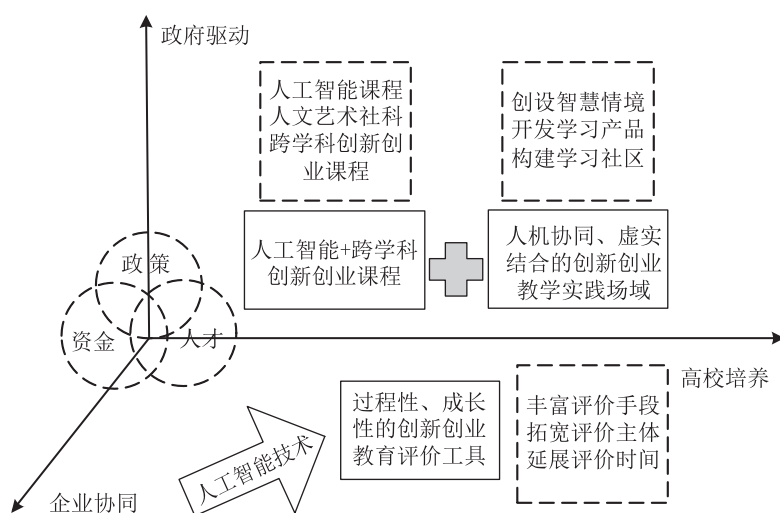 政府驱动
人工智能课程
人文艺术社科
跨学科创新创
业课程
创设智慧情境
开发学习产品
构建学习社区
人工智能+跨学科
创新创业课程
人机协同、虚实
结合的创新创业
教学实践场域
政策
资金
人才
高校培养
过程性、成长
性的创新创业
教育评价工具
丰富评价手段
拓宽评价主体
延展评价时间
人工智能技术
企业协同